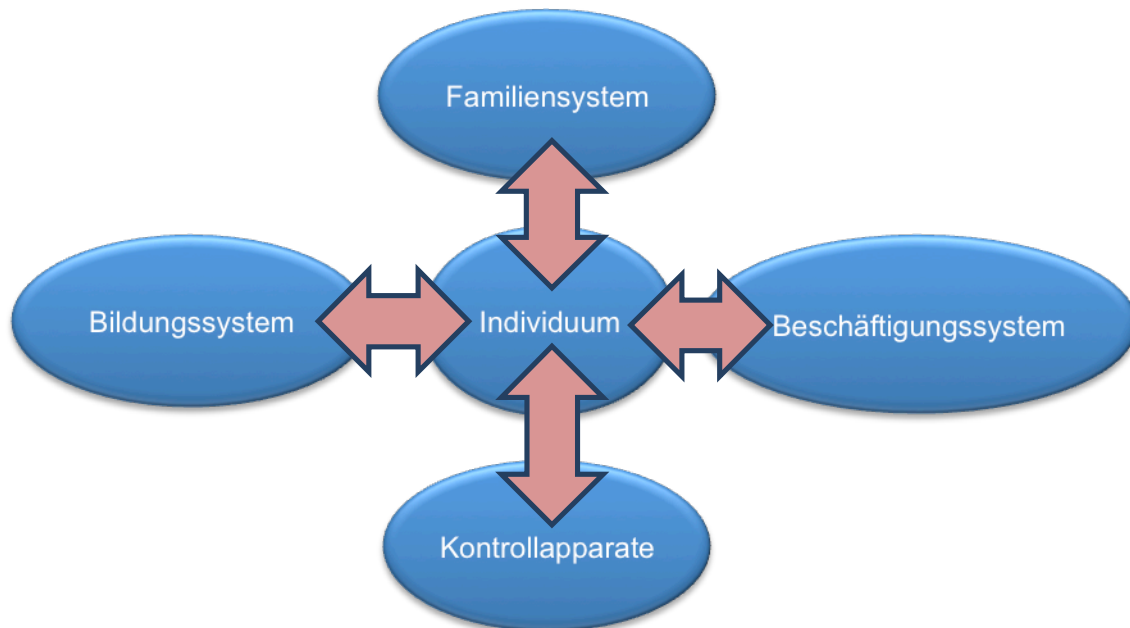 Familiensystem
Bildungssystem
Individuum
Beschäftigungssystem
Kontrollapparate